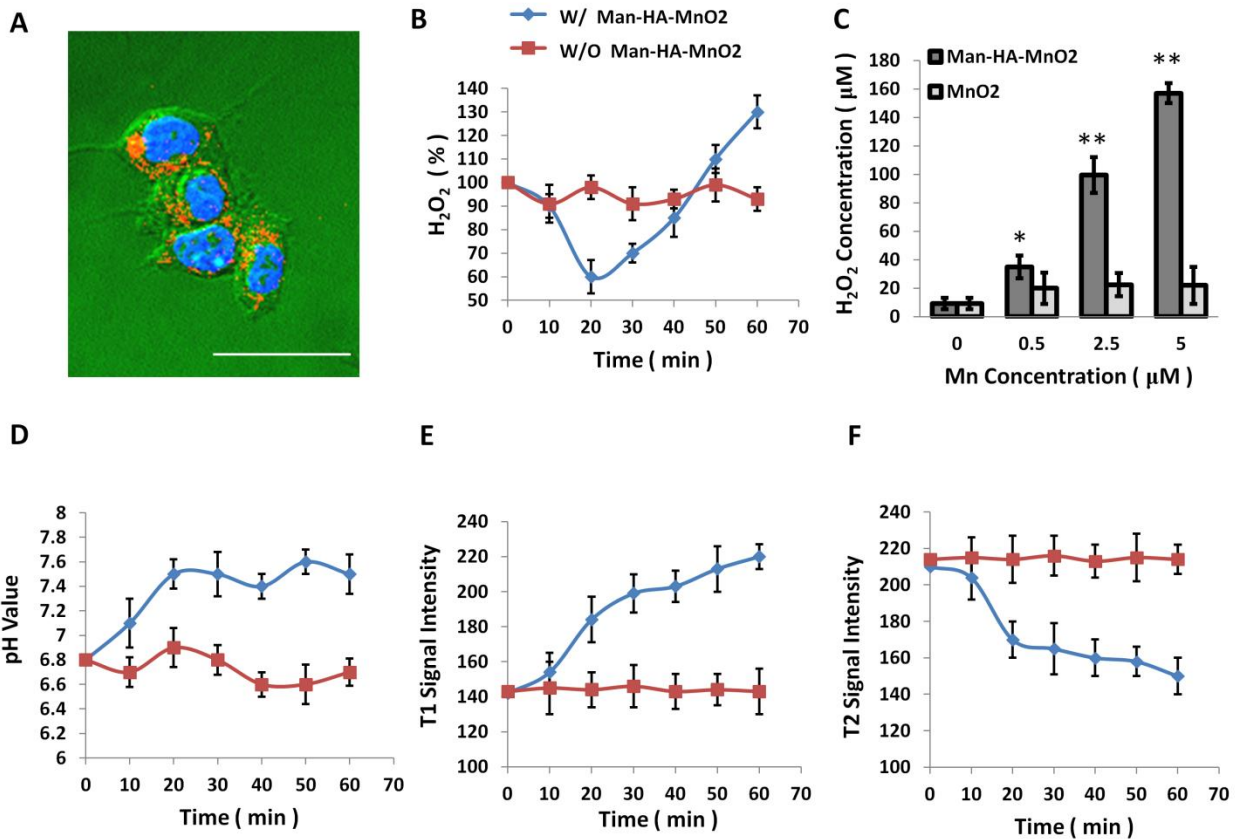 A
B
W/ Man-HA-MnO2
W/O Man-HA-MnO2
H2O2 ( % )
140
130
120
110
100
90
80
70
60
50
0 10 20 30 40 50 60 70
Time ( min )
C
Man-HA-MnO2
MnO2
H2O2 Concentration ( μM )
180
160
140
120
100
80
60
40
20
0
*
**
**
0 0.5 2.5 5
Mn Concentration ( μM )
D
pH Value
8
7.8
7.6
7.4
7.2
7
6.8
6.6
6.4
6.2
6
0 10 20 30 40 50 60 70
Time ( min )
E
T1 Signal Intensity
240
220
200
180
160
140
120
100
0 10 20 30 40 50 60 70
Time ( min )
F
T2 Signal Intensity
240
220
200
180
160
140
120
100
0 10 20 30 40 50 60 70
Time ( min )